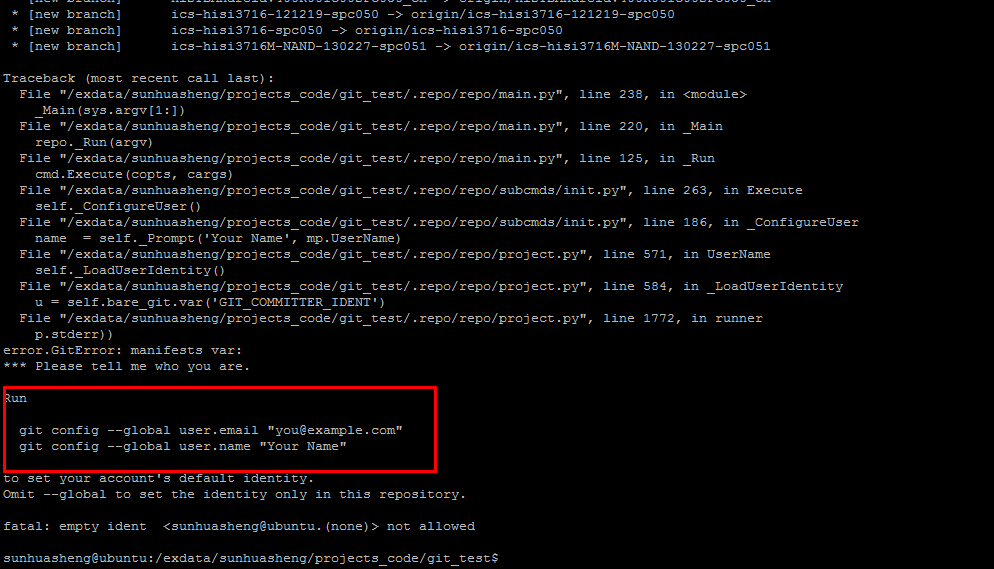 * [new branch]      ics-hisi3716-121219-spc050 -> origin/ics-hisi3716-121219-spc050
* [new branch]      ics-hisi3716-spc050 -> origin/ics-hisi3716-spc050
* [new branch]      ics-hisi3716M-NAND-130227-spc051 -> origin/ics-hisi3716M-NAND-130227-spc051
Traceback (most recent call last):
  File "/exdata/sunhuasheng/projects_code/git_test/.repo/repo/main.py", line 238, in <module>
    _Main(sys.argv[1:])
  File "/exdata/sunhuasheng/projects_code/git_test/.repo/repo/main.py", line 220, in _Main
    repo._Run(argv)
  File "/exdata/sunhuasheng/projects_code/git_test/.repo/repo/main.py", line 125, in _Run
    cmd.Execute(copts, cargs)
  File "/exdata/sunhuasheng/projects_code/git_test/.repo/repo/subcmds/init.py", line 263, in Execute
    self._ConfigureUser()
  File "/exdata/sunhuasheng/projects_code/git_test/.repo/repo/subcmds/init.py", line 186, in _ConfigureUser
    name  = self._Prompt('Your Name', mp.UserName)
  File "/exdata/sunhuasheng/projects_code/git_test/.repo/repo/project.py", line 571, in UserName
    self._LoadUserIdentity()
  File "/exdata/sunhuasheng/projects_code/git_test/.repo/repo/project.py", line 584, in _LoadUserIdentity
    u = self.bare_git.var('GIT_COMMITTER_IDENT')
  File "/exdata/sunhuasheng/projects_code/git_test/.repo/repo/project.py", line 1772, in runner
    p.stderr))
error.GitError: manifests var:
*** Please tell me who you are.
Run
  git config --global user.email "you@example.com"
  git config --global user.name "Your Name"
to set your account's default identity.
Omit --global to set the identity only in this repository.
fatal: empty ident  <sunhuasheng@ubuntu.(none)> not allowed
sunhuasheng@ubuntu:/exdata/sunhuasheng/projects_code/git_test$